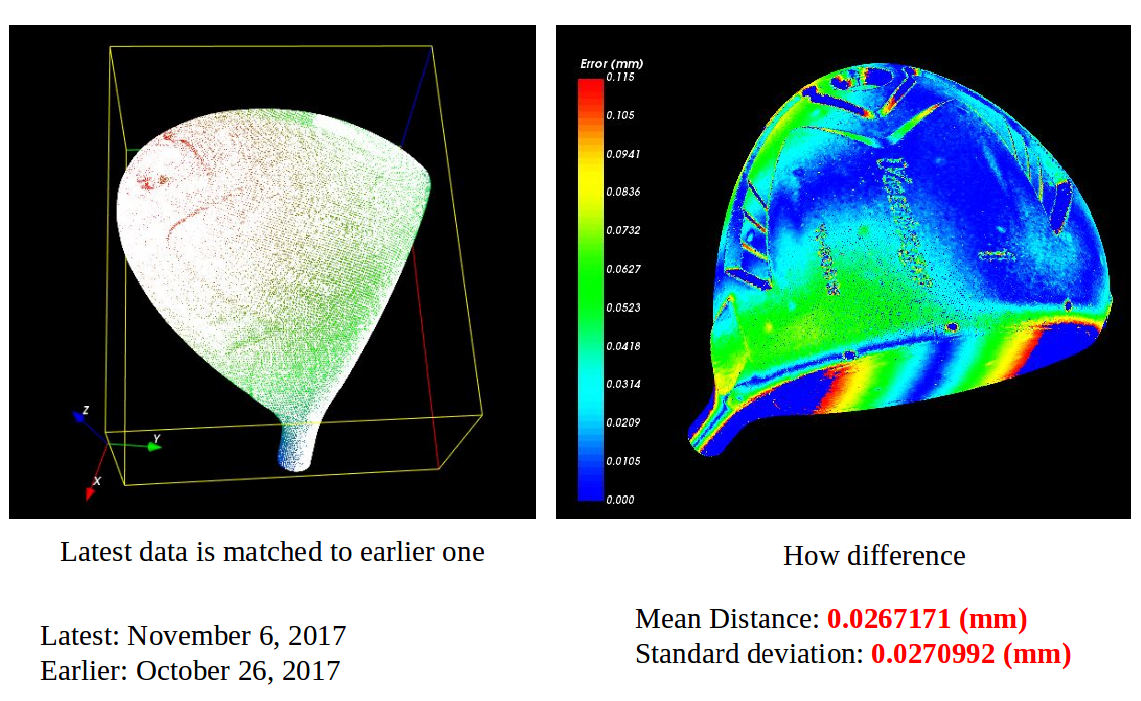 Z
Y
X
Latest data is matched to earlier one
Latest: November 6, 2017
Earlier: October 26, 2017
Error (mm)
0.115
0.105
0.0941
0.0836
0.0732
0.0627
0.0523
0.0418
0.0314
0.0209
0.0105
0.000
How difference
Mean Distance: 0.0267171 (mm)
Standard deviation: 0.0270992 (mm)